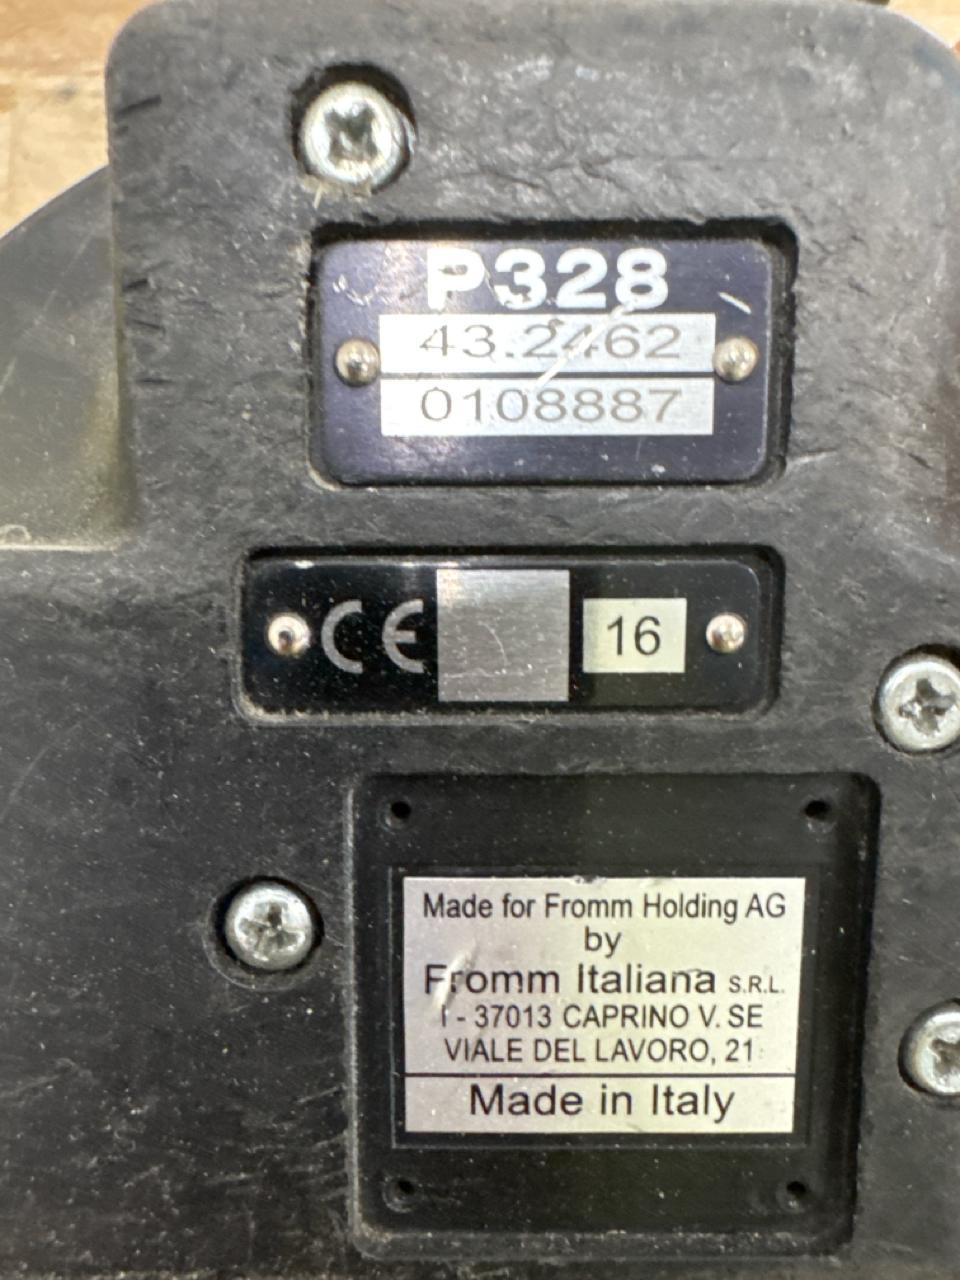 P328
43.2462
0108887
CE 16
Made for Fromm Holding AG
by
Fromm Italiana S.R.L.
I - 37013 CAPRINO V. SE
VIALE DEL LAVORO, 21
Made in Italy